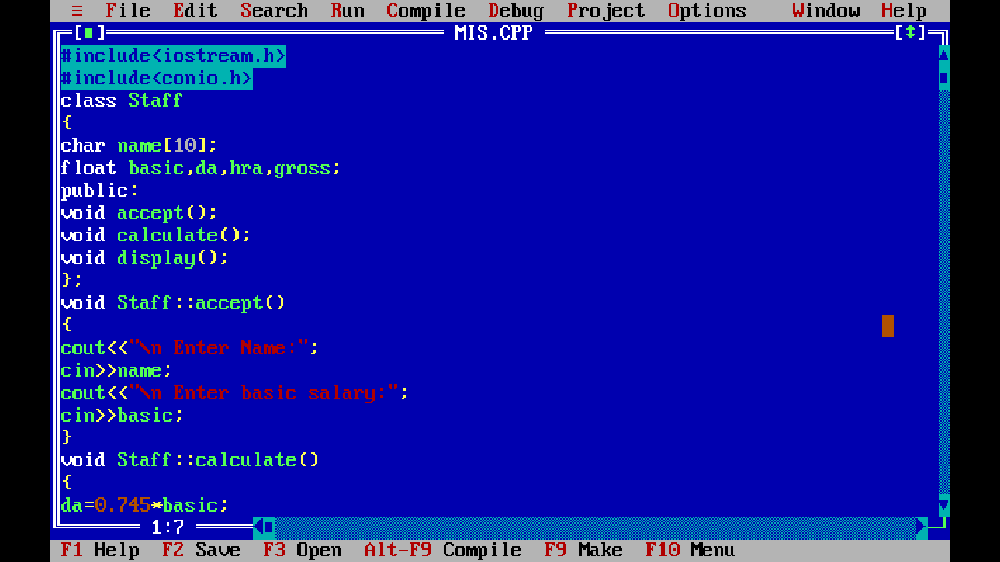 ≡ File Edit Search Run Compile Debug Project Options Window Help
[■] MIS.CPP [↕]
#include<iostream.h>
#include<conio.h>
class Staff
{
char name[10];
float basic,da,hra,gross;
public:
void accept();
void calculate();
void display();
};
void Staff::accept()
{
cout<<"\n Enter Name:";
cin>>name;
cout<<"\n Enter basic salary:";
cin>>basic;
}
void Staff::calculate()
{
da=0.745*basic;
1:7
F1 Help F2 Save F3 Open Alt-F9 Compile F9 Make F10 Menu